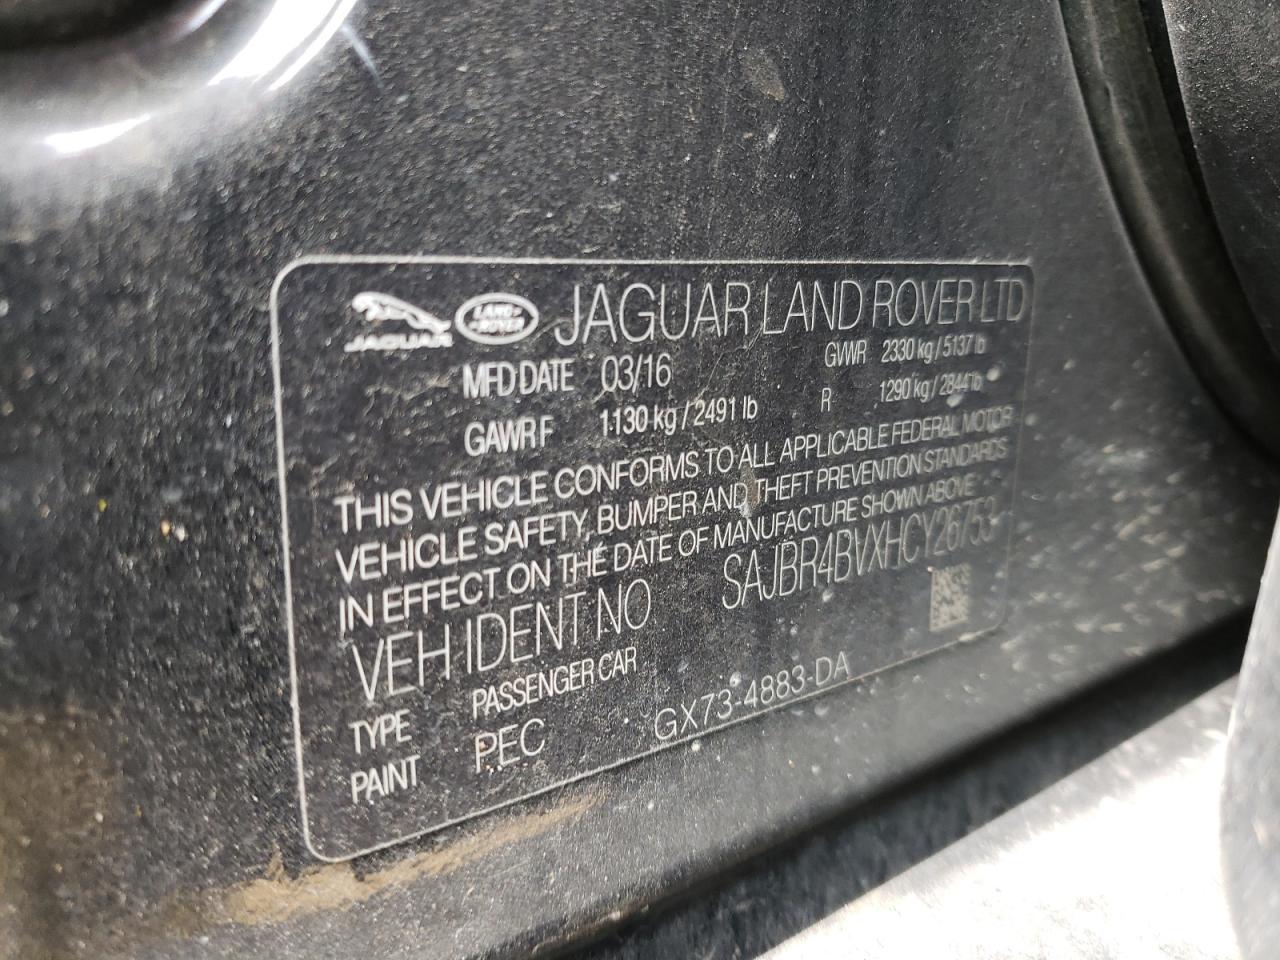 JAGUAR LAND ROVER JAGUAR LAND ROVER LTD
MFD DATE 03/16 GVWR 2330 kg / 5137 lb
GAWR F 1130 kg / 2491 lb R 1290 kg / 2844 lb
THIS VEHICLE CONFORMS TO ALL APPLICABLE FEDERAL MOTOR
VEHICLE SAFETY, BUMPER AND THEFT PREVENTION STANDARDS
IN EFFECT ON THE DATE OF MANUFACTURE SHOWN ABOVE
VEH IDENT NO SAJBR4BVXHCY26753
TYPE PASSENGER CAR
PAINT PEC GX73-4883-DA